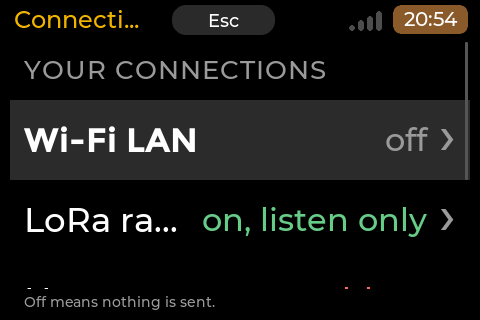 Connecti... Esc 20:54
YOUR CONNECTIONS
Wi-Fi LAN off
LoRa ra... on, listen only
Off means nothing is sent.